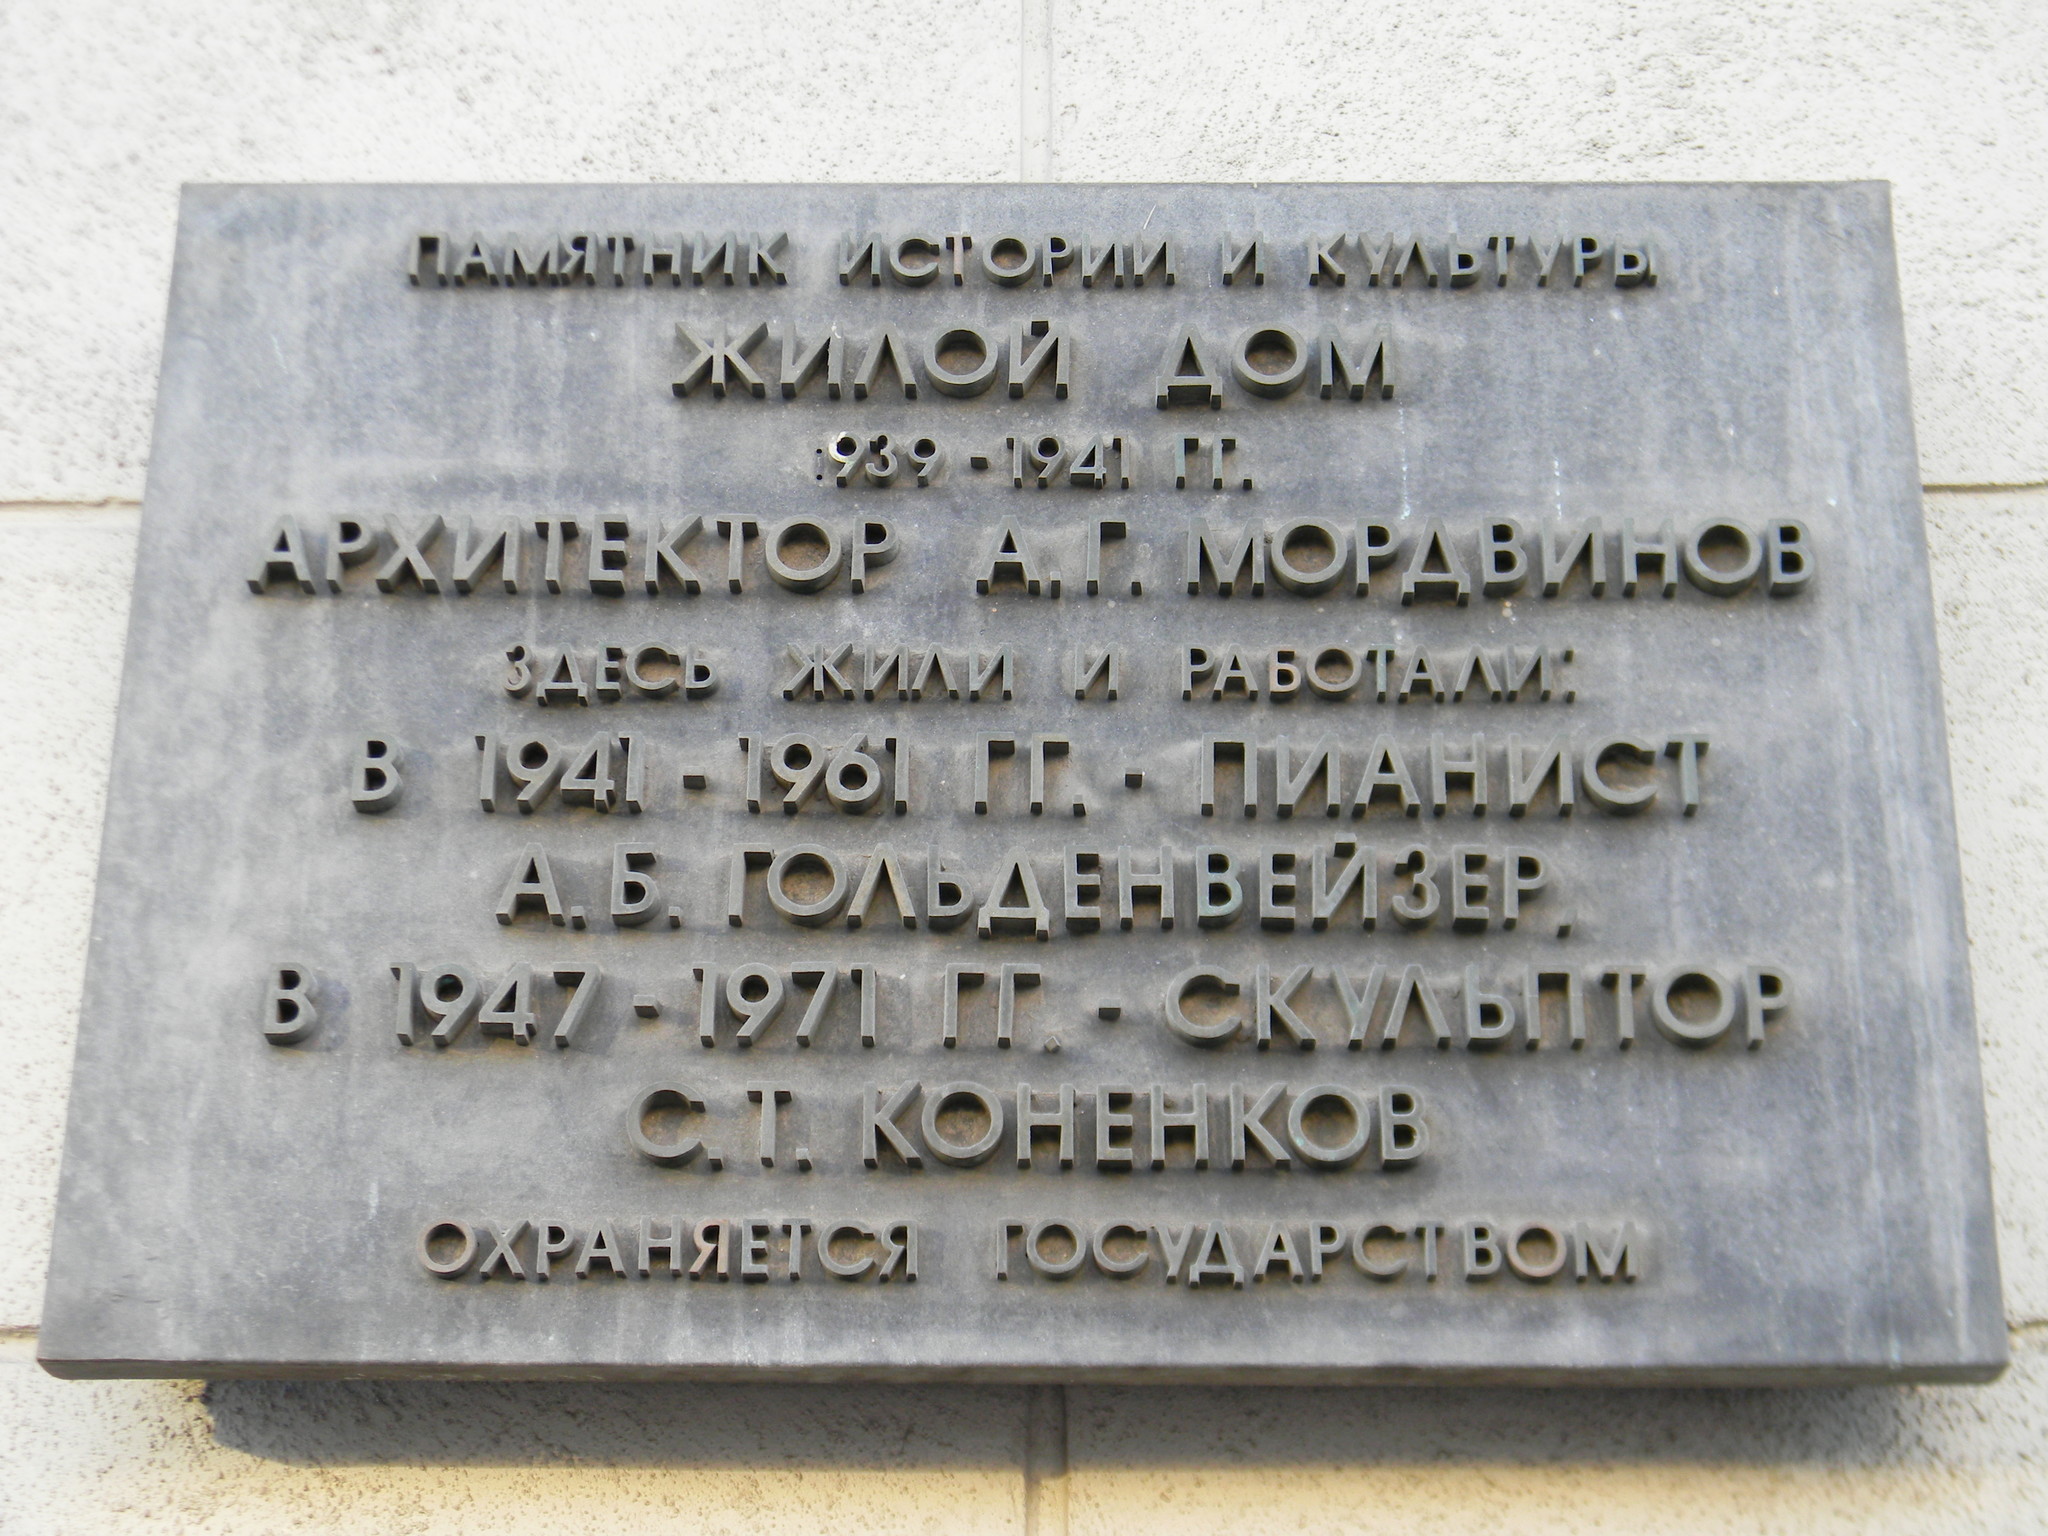 ПАМЯТНИК ИСТОРИИ И КУЛЬТУРЫ
ЖИЛОЙ ДОМ
1939 - 1941 ГГ.
АРХИТЕКТОР А.Г. МОРДВИНОВ
ЗДЕСЬ ЖИЛИ И РАБОТАЛИ:
В 1941 - 1961 ГГ. - ПИАНИСТ
А.Б. ГОЛЬДЕНВЕЙЗЕР,
В 1947 - 1971 ГГ. - СКУЛЬПТОР
С.Т. КОНЕНКОВ
ОХРАНЯЕТСЯ ГОСУДАРСТВОМ